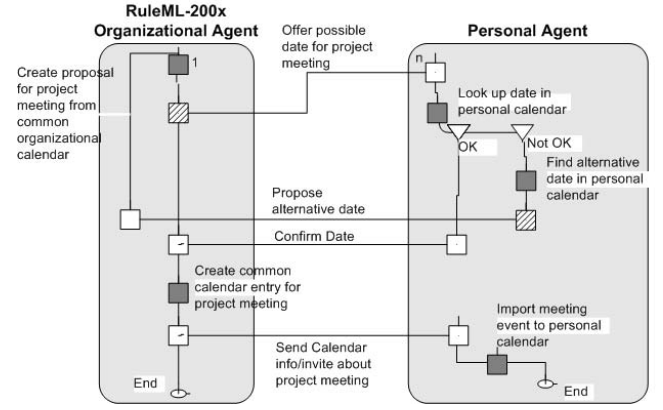 RuleML-200x
Organizational Agent
Offer possible
date for project
meeting
Personal Agent
Create proposal
for project
meeting from
common
organizational
calendar
1
n
Look up date in
personal calendar
OK
Not OK
Find alternative
date in personal
calendar
Propose
alternative date
Confirm Date
Create common
calendar entry for
project meeting
Import meeting
event to personal
calendar
Send Calendar
info/invite about
project meeting
End
End